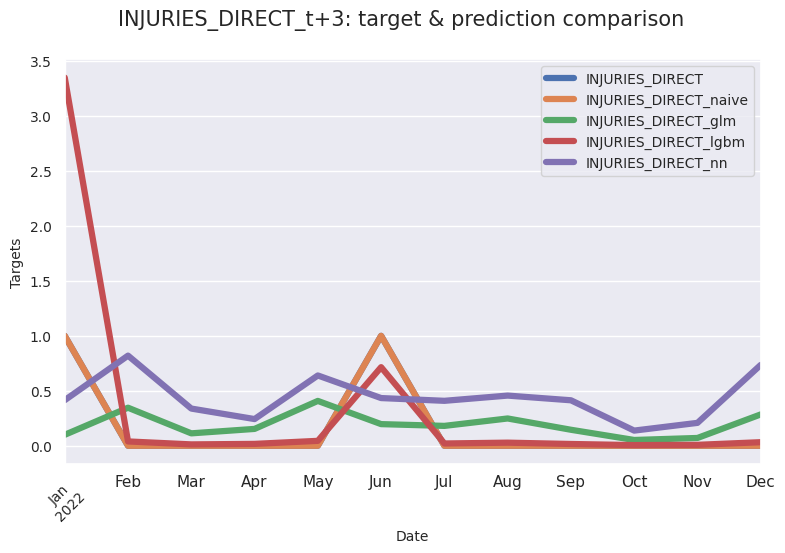 INJURIES_DIRECT_t+3: target & prediction comparison
3.5
3.0
2.5
2.0
1.5
1.0
0.5
0.0
Targets
INJURIES_DIRECT
INJURIES_DIRECT_naive
INJURIES_DIRECT_glm
INJURIES_DIRECT_lgbm
INJURIES_DIRECT_nn
Jan
2022
Feb
Mar
Apr
May
Jun
Jul
Aug
Sep
Oct
Nov
Dec
Date